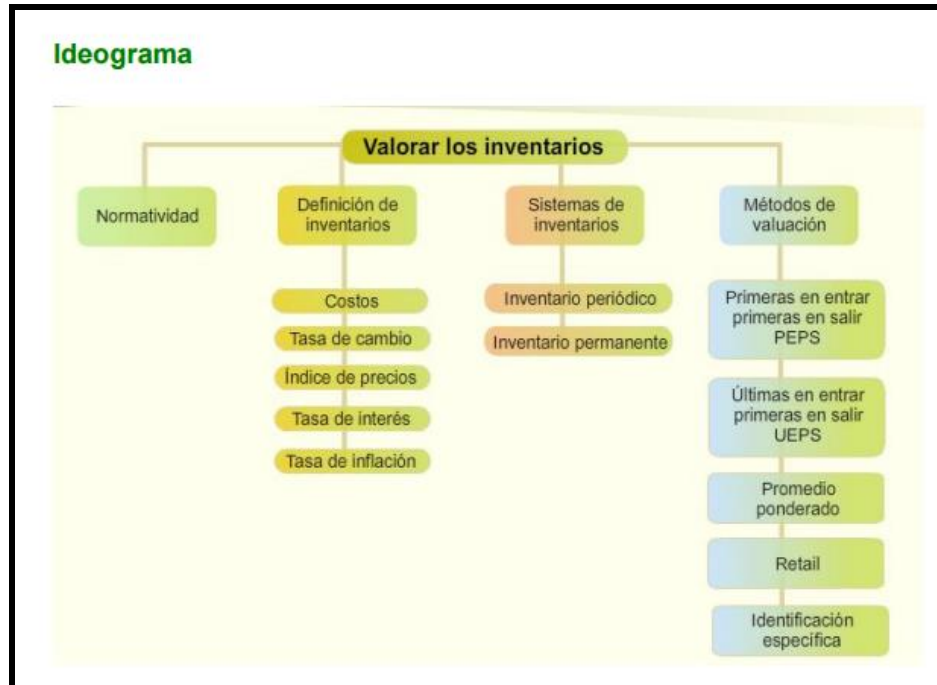 Ideograma
Valorar los inventarios
Normatividad
Definición de
inventarios
Costos
Tasa de cambio
Índice de precios
Tasa de interés
Tasa de inflación
Sistemas de
inventarios
Inventario periódico
Inventario permanente
Métodos de
valuación
Primeras en entrar
primeras en salir
PEPS
Últimas en entrar
primeras en salir
UEPS
Promedio
ponderado
Retail
Identificación
específica